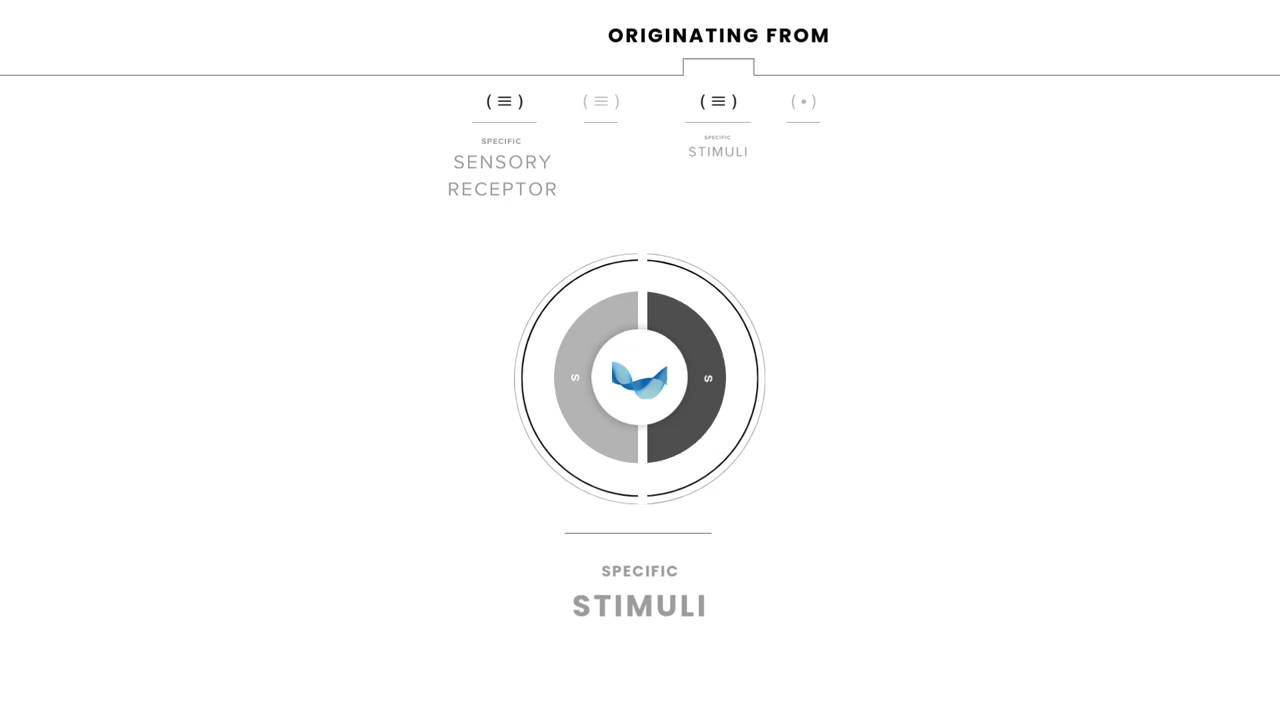 ORIGINATING FROM
( ≡ ) ( ≡ ) ( ≡ ) ( • )
SPECIFIC
SENSORY
RECEPTOR
SPECIFIC
STIMULI
S S
SPECIFIC
STIMULI